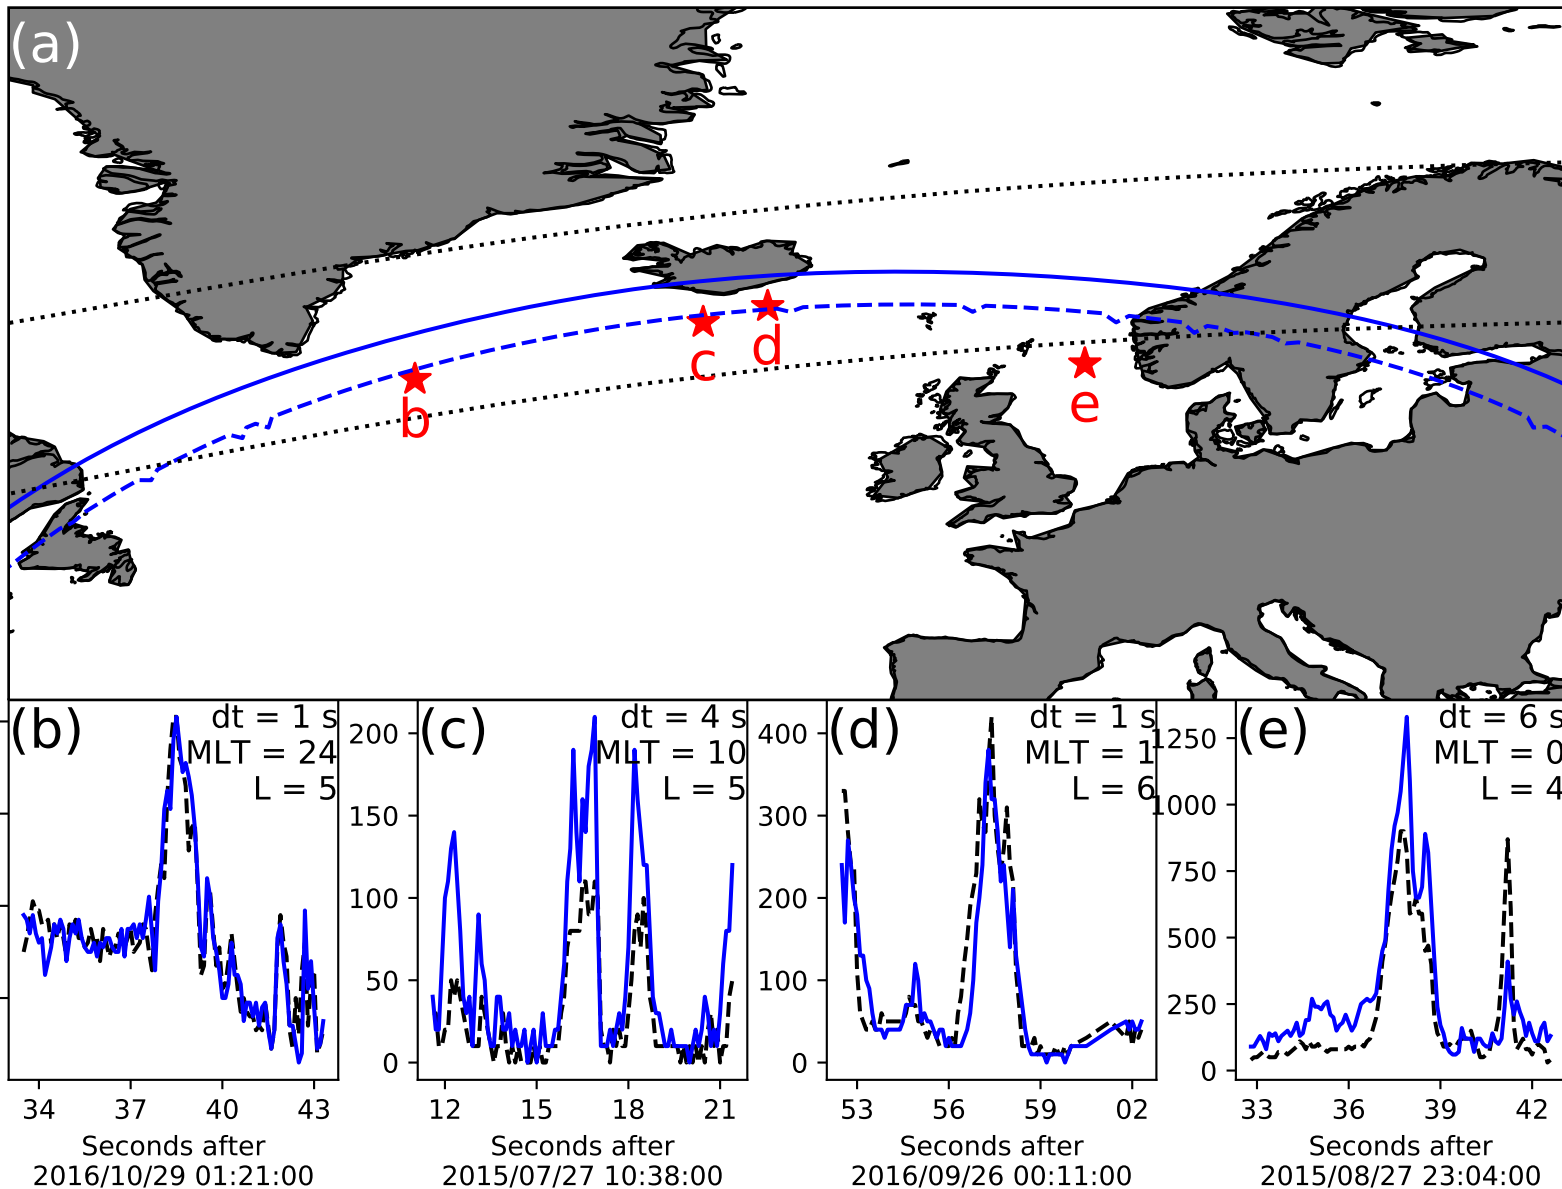 (a)
b
c
d
e
(b)
dt = 1 s
MLT = 24
L = 5
34
37
40
43
Seconds after
2016/10/29 01:21:00
(c)
dt = 4 s
MLT = 10
L = 5
200
150
100
50
0
12
15
18
21
Seconds after
2015/07/27 10:38:00
(d)
dt = 1 s
MLT = 1
L = 6
400
300
200
100
0
53
56
59
02
Seconds after
2016/09/26 00:11:00
(e)
dt = 6 s
MLT = 0
L = 4
1250
1000
750
500
250
0
33
36
39
42
Seconds after
2015/08/27 23:04:00